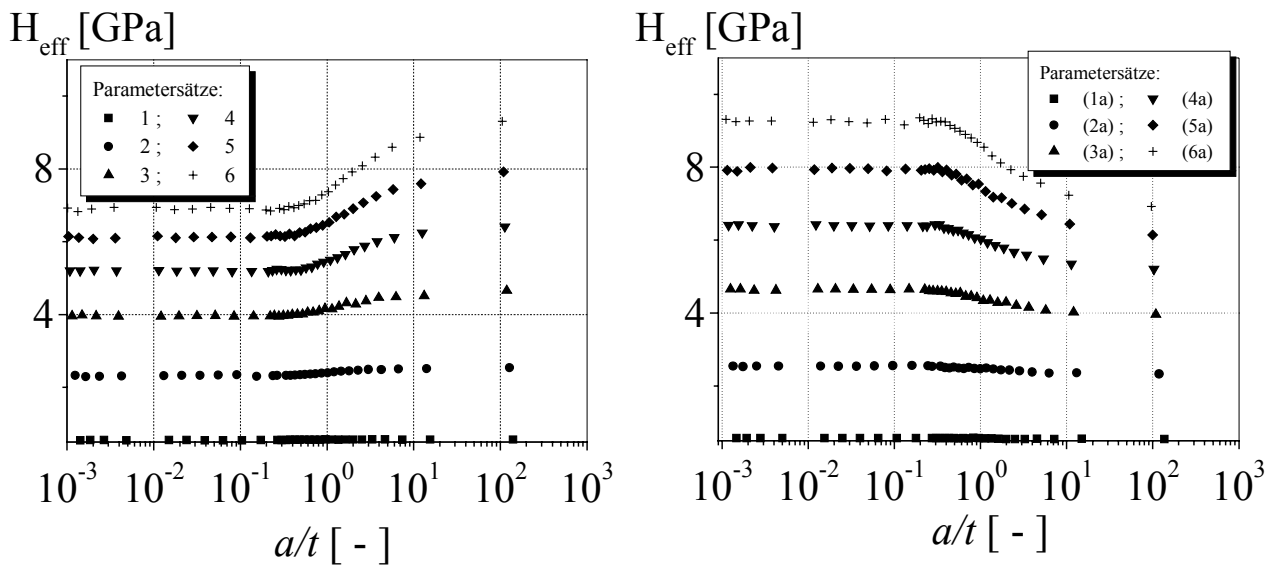 H_eff [GPa]
Parametersätze:
1 ; 4
2 ; 5
3 ; 6
8
4
10^-3 10^-2 10^-1 10^0 10^1 10^2 10^3
a/t [ - ]
H_eff [GPa]
Parametersätze:
(1a) ; (4a)
(2a) ; (5a)
(3a) ; (6a)
8
4
10^-3 10^-2 10^-1 10^0 10^1 10^2 10^3
a/t [ - ]